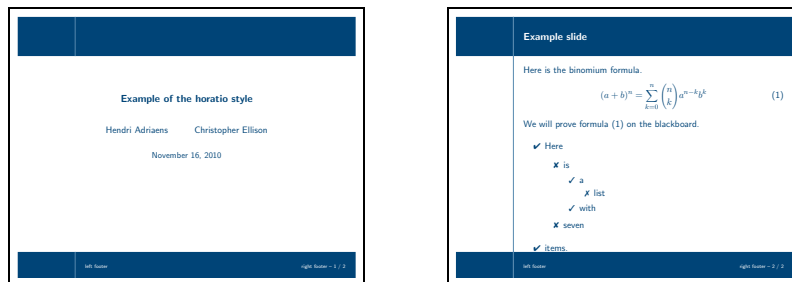 Example of the horatio style
Hendri Adriaens Christopher Ellison
November 16, 2010
left footer right footer – 1 / 2
Example slide
Here is the binomium formula.
(a + b)^n = \sum_{k=0}^{n} \binom{n}{k} a^{n-k} b^k (1)
We will prove formula (1) on the blackboard.
✔ Here
✘ is
✓ a
✗ list
✓ with
✘ seven
✔ items.
left footer right footer – 2 / 2